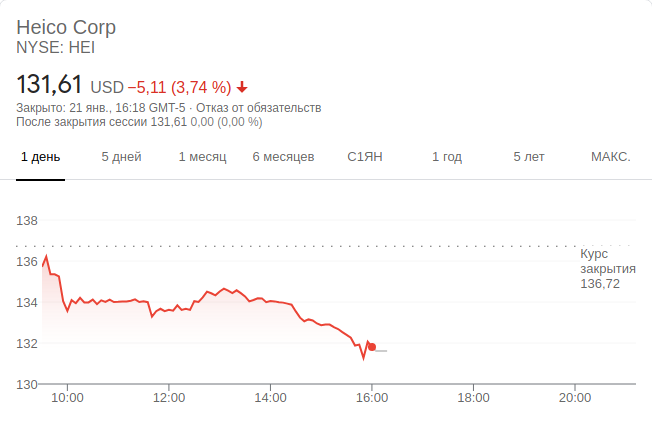 Heico Corp
NYSE: HEI
131,61 USD −5,11 (3,74 %)
Закрыто: 21 янв., 16:18 GMT-5 · Отказ от обязательств
После закрытия сессии 131,61 0,00 (0,00 %)
1 день 5 дней 1 месяц 6 месяцев С1ЯН 1 год 5 лет МАКС.
138
136
134
132
130
Курс
закрытия
136,72
10:00 12:00 14:00 16:00 18:00 20:00